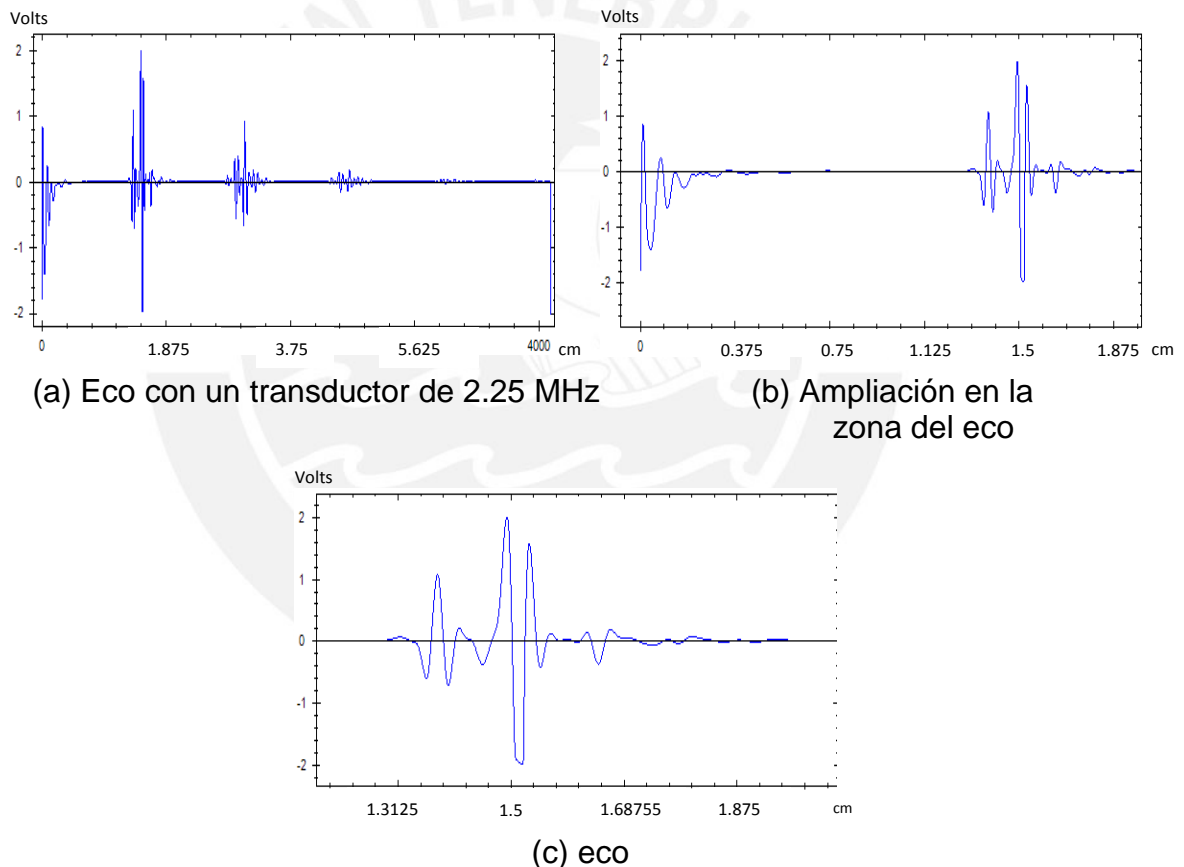 IN TENEBRI
Volts
2
1
0
-1
-2
0 1.875 3.75 5.625 4000 cm
(a) Eco con un transductor de 2.25 MHz
Volts
2
1
0
-1
-2
0 0.375 0.75 1.125 1.5 1.875 cm
(b) Ampliación en la
zona del eco
Volts
2
1
0
-1
-2
1.3125 1.5 1.68755 1.875 cm
(c) eco